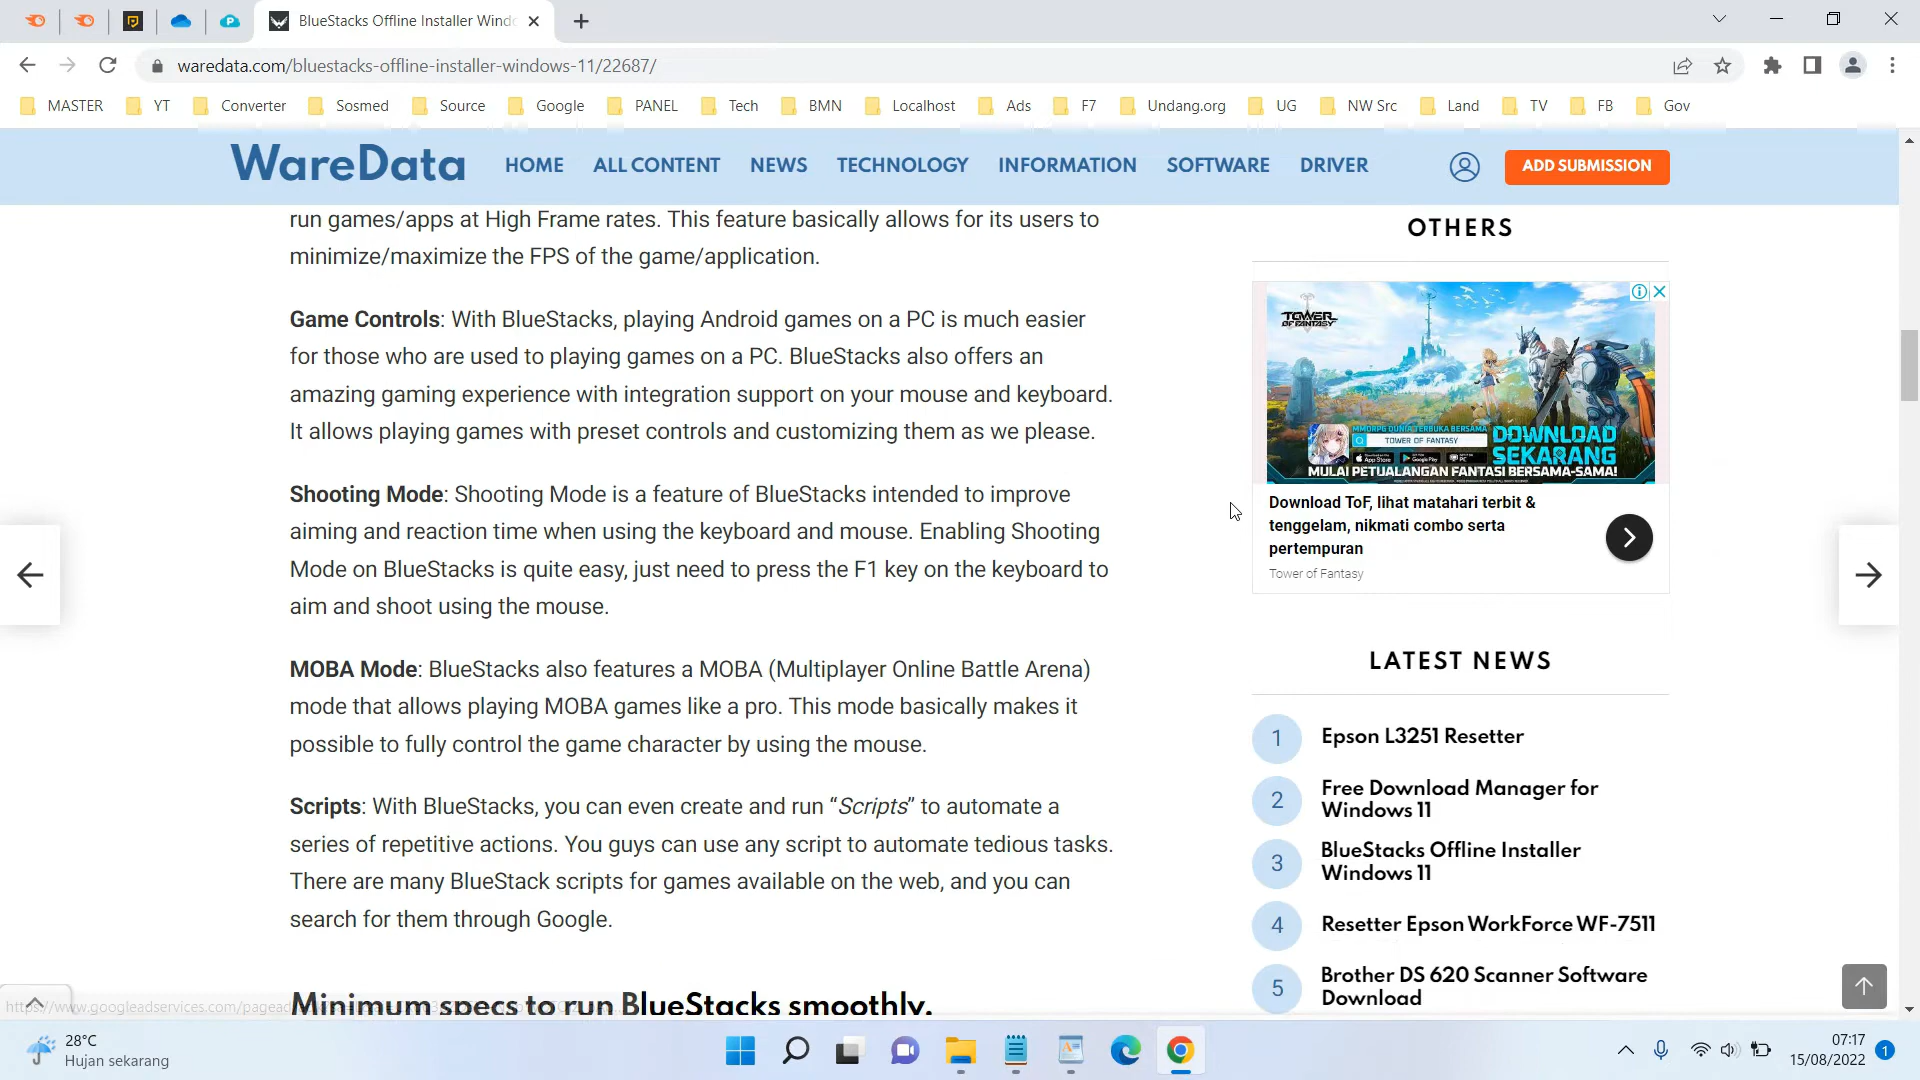 BlueStacks Offline Installer Wind
waredata.com/bluestacks-offline-installer-windows-11/22687/
MASTER YT Converter Sosmed Source Google PANEL Tech BMN Localhost Ads F7 Undang.org UG NW Src Land TV FB Gov
WareData HOME ALL CONTENT NEWS TECHNOLOGY INFORMATION SOFTWARE DRIVER ADD SUBMISSION
run games/apps at High Frame rates. This feature basically allows for its users to
minimize/maximize the FPS of the game/application.
Game Controls: With BlueStacks, playing Android games on a PC is much easier
for those who are used to playing games on a PC. BlueStacks also offers an
amazing gaming experience with integration support on your mouse and keyboard.
It allows playing games with preset controls and customizing them as we please.
Shooting Mode: Shooting Mode is a feature of BlueStacks intended to improve
aiming and reaction time when using the keyboard and mouse. Enabling Shooting
Mode on BlueStacks is quite easy, just need to press the F1 key on the keyboard to
aim and shoot using the mouse.
MOBA Mode: BlueStacks also features a MOBA (Multiplayer Online Battle Arena)
mode that allows playing MOBA games like a pro. This mode basically makes it
possible to fully control the game character by using the mouse.
Scripts: With BlueStacks, you can even create and run “Scripts” to automate a
series of repetitive actions. You guys can use any script to automate tedious tasks.
There are many BlueStack scripts for games available on the web, and you can
search for them through Google.
Minimum specs to run BlueStacks smoothly.
https://www.googleadservices.com/pagead
OTHERS
TOWER
OF FANTASY
MMORPG DUNIA TERBUKA BERSAMA
TOWER OF FANTASY
App Store Google Play PC
DOWNLOAD
SEKARANG
MULAI PETUALANGAN FANTASI BERSAMA-SAMA!
Download ToF, lihat matahari terbit &
tenggelam, nikmati combo serta
pertempuran
Tower of Fantasy
LATEST NEWS
1 Epson L3251 Resetter
2 Free Download Manager for
Windows 11
3 BlueStacks Offline Installer
Windows 11
4 Resetter Epson WorkForce WF-7511
5 Brother DS 620 Scanner Software
Download
28°C
Hujan sekarang
07:17
15/08/2022
1